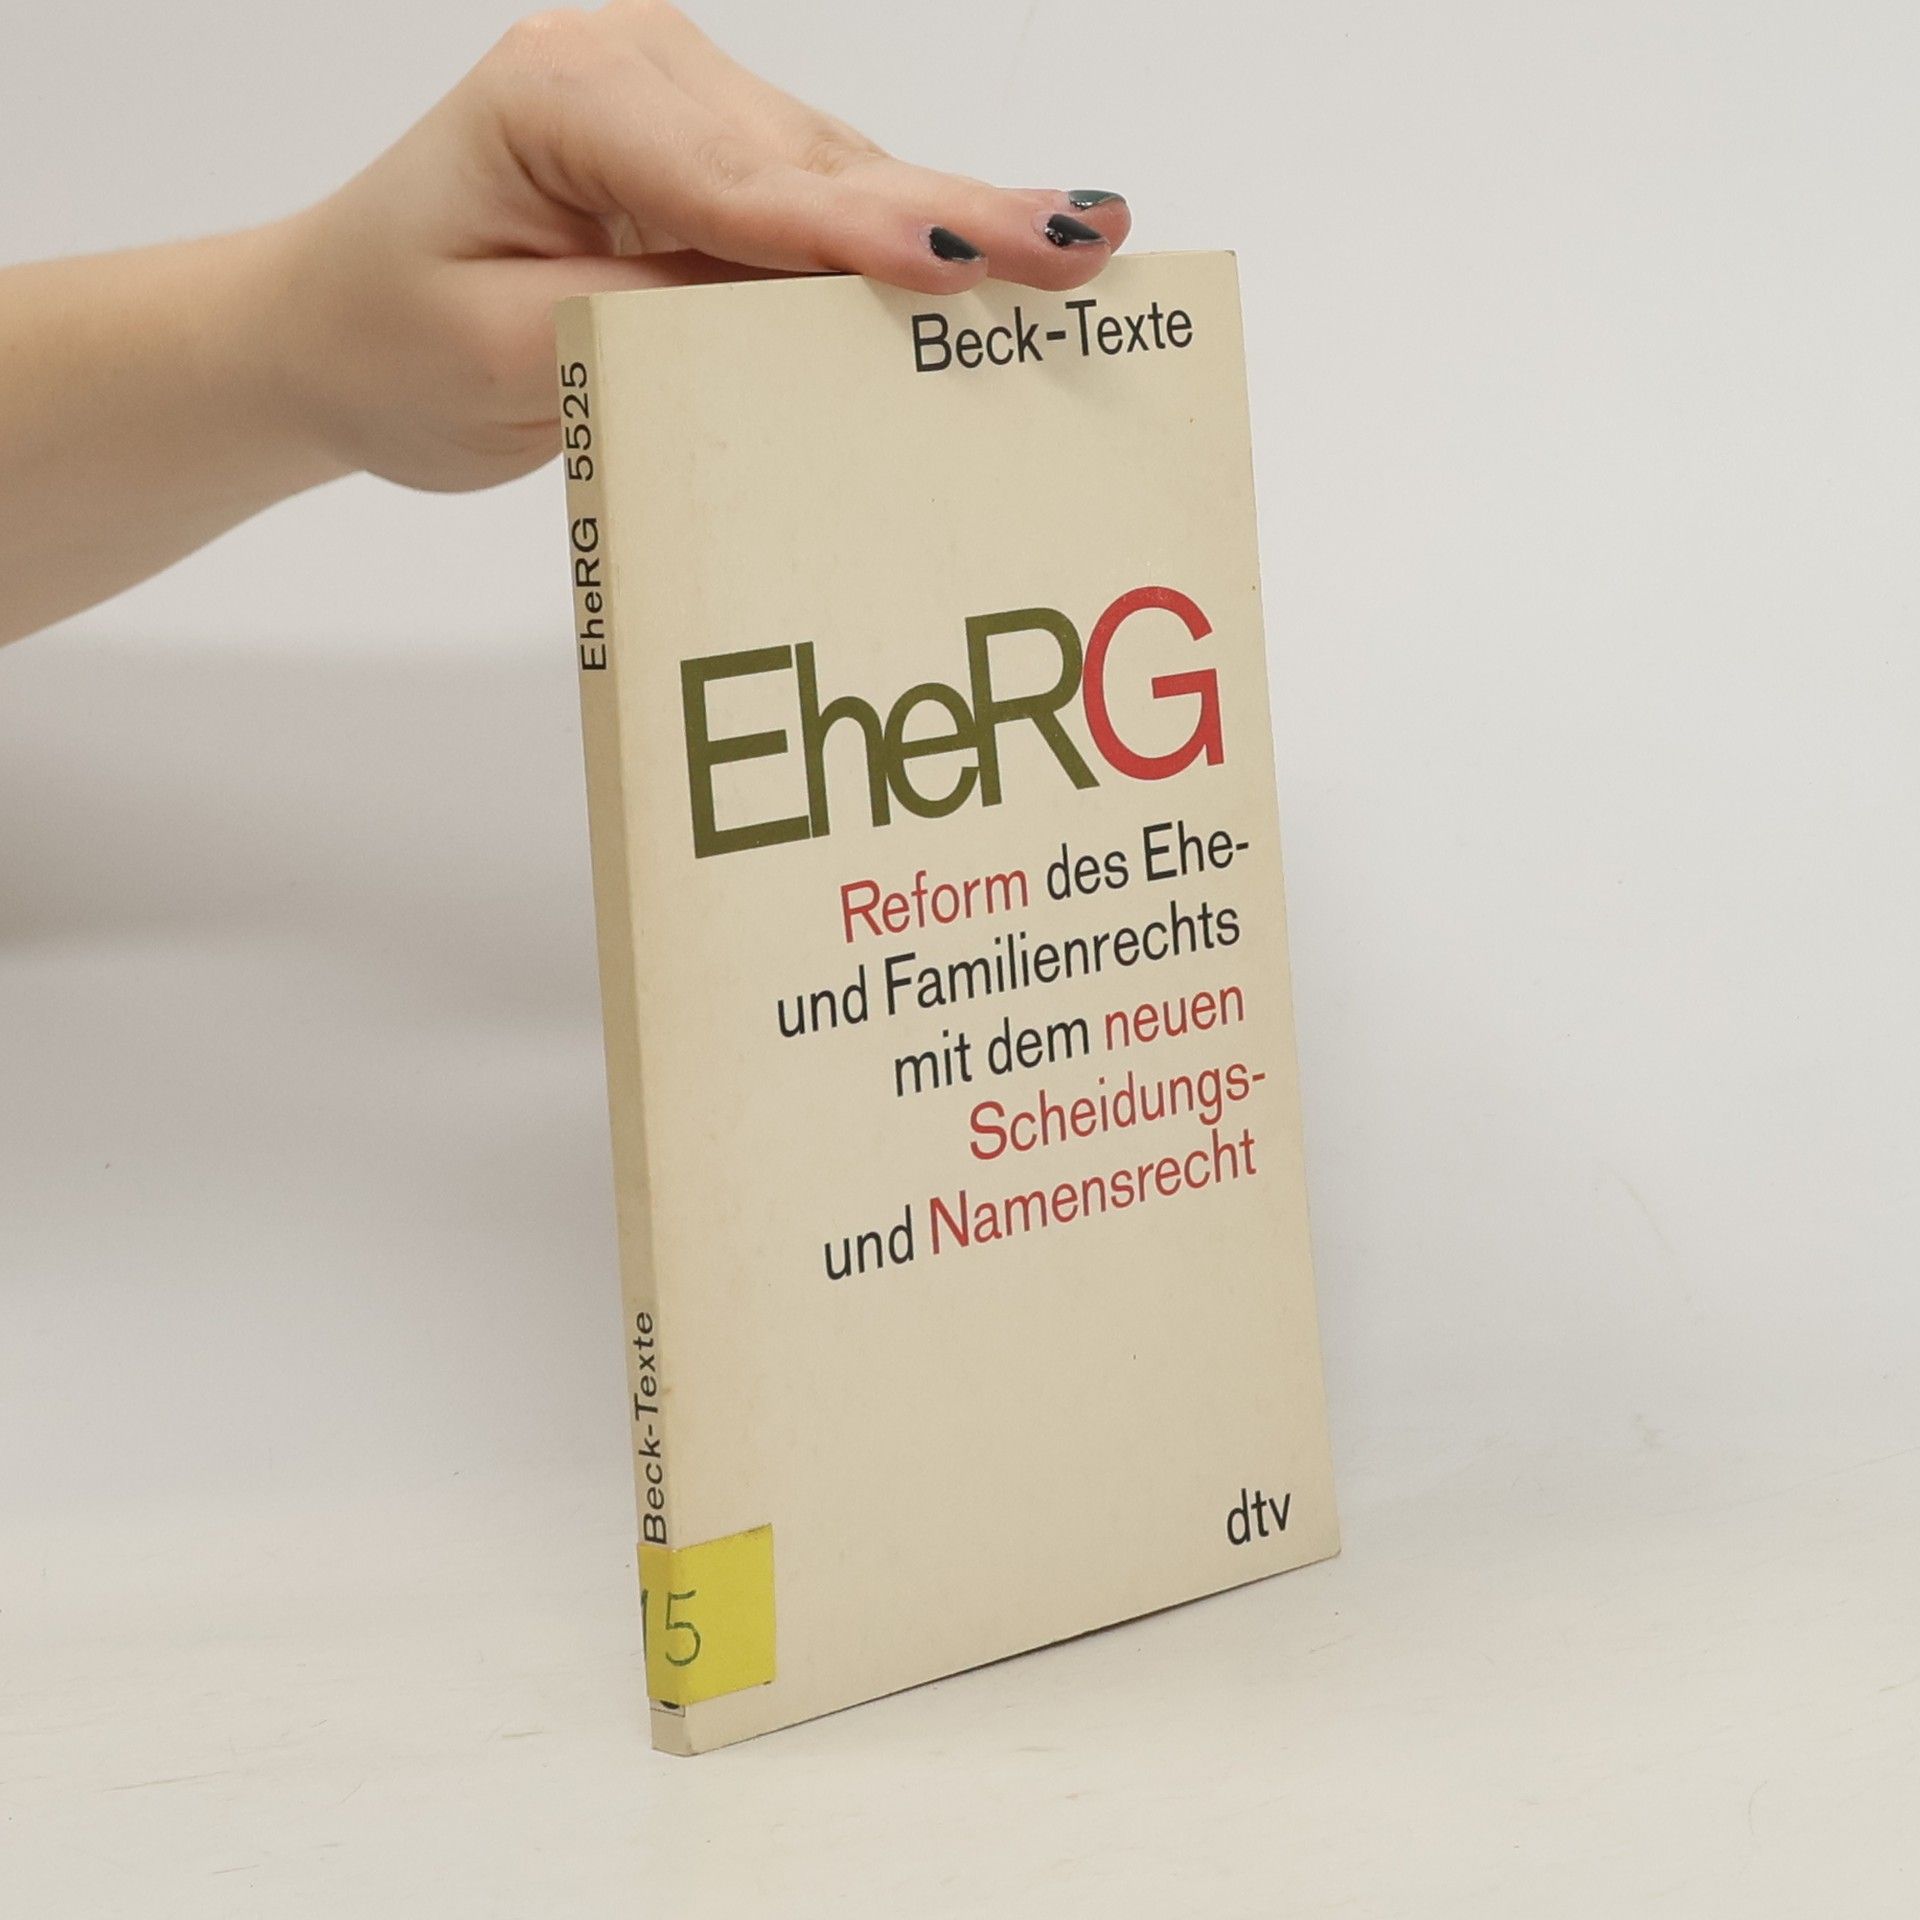 Beck-Texte
EheRG
Reform des Ehe-
und Familienrechts
mit dem neuen
Scheidungs-
und Namensrecht
dtv
EheRG 5525
Beck-Texte
15